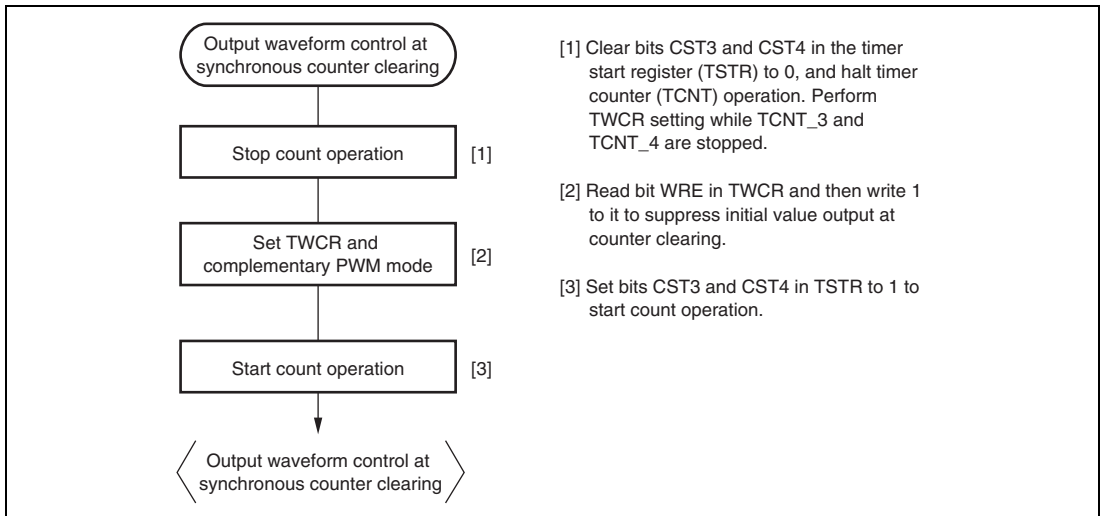 Output waveform control at
synchronous counter clearing
Stop count operation
[1]
Set TWCR and
complementary PWM mode
[2]
Start count operation
[3]
Output waveform control at
synchronous counter clearing
[1] Clear bits CST3 and CST4 in the timer
start register (TSTR) to 0, and halt timer
counter (TCNT) operation. Perform
TWCR setting while TCNT_3 and
TCNT_4 are stopped.
[2] Read bit WRE in TWCR and then write 1
to it to suppress initial value output at
counter clearing.
[3] Set bits CST3 and CST4 in TSTR to 1 to
start count operation.